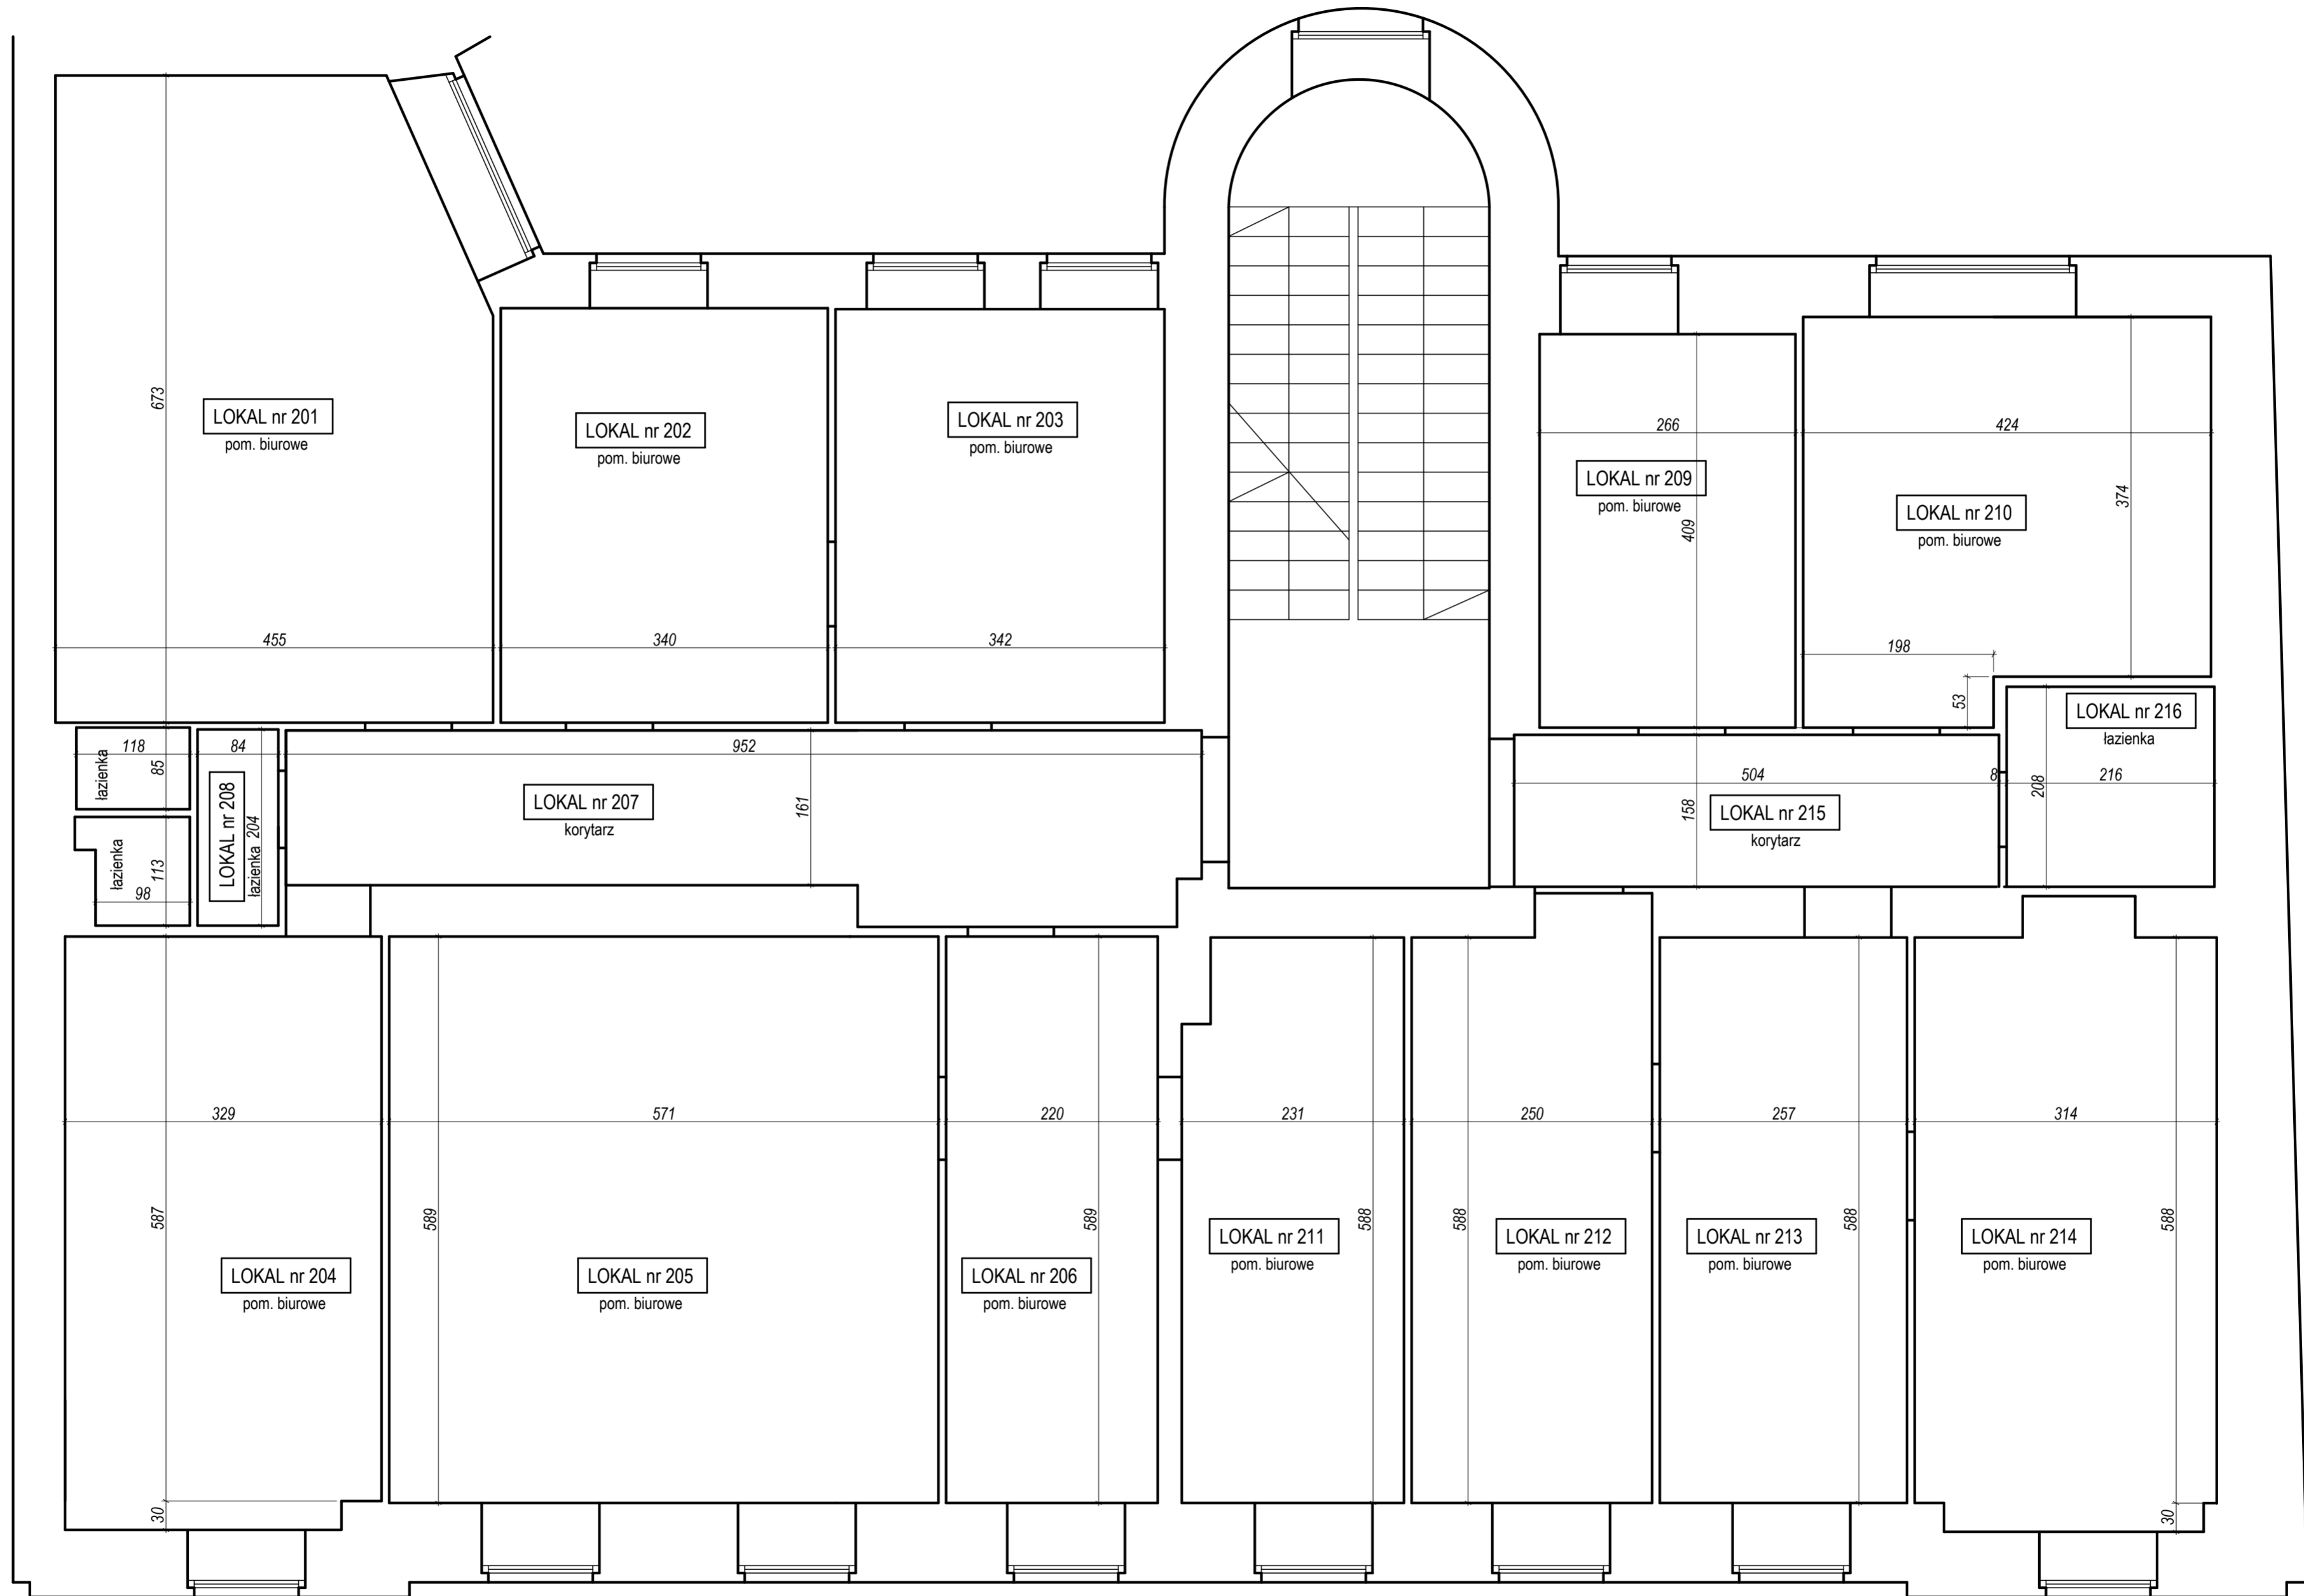 673
LOKAL nr 201
pom. biurowe
455
LOKAL nr 202
pom. biurowe
340
LOKAL nr 203
pom. biurowe
342
266
LOKAL nr 209
pom. biurowe
409
424
374
LOKAL nr 210
pom. biurowe
198
53
LOKAL nr 216
łazienka
208
216
118
85
łazienka
84
LOKAL nr 208
łazienka
204
łazienka
113
98
952
LOKAL nr 207
korytarz
161
504
8
158
LOKAL nr 215
korytarz
329
587
LOKAL nr 204
pom. biurowe
30
571
589
LOKAL nr 205
pom. biurowe
220
589
LOKAL nr 206
pom. biurowe
231
588
LOKAL nr 211
pom. biurowe
250
588
LOKAL nr 212
pom. biurowe
257
588
LOKAL nr 213
pom. biurowe
314
588
LOKAL nr 214
pom. biurowe
30